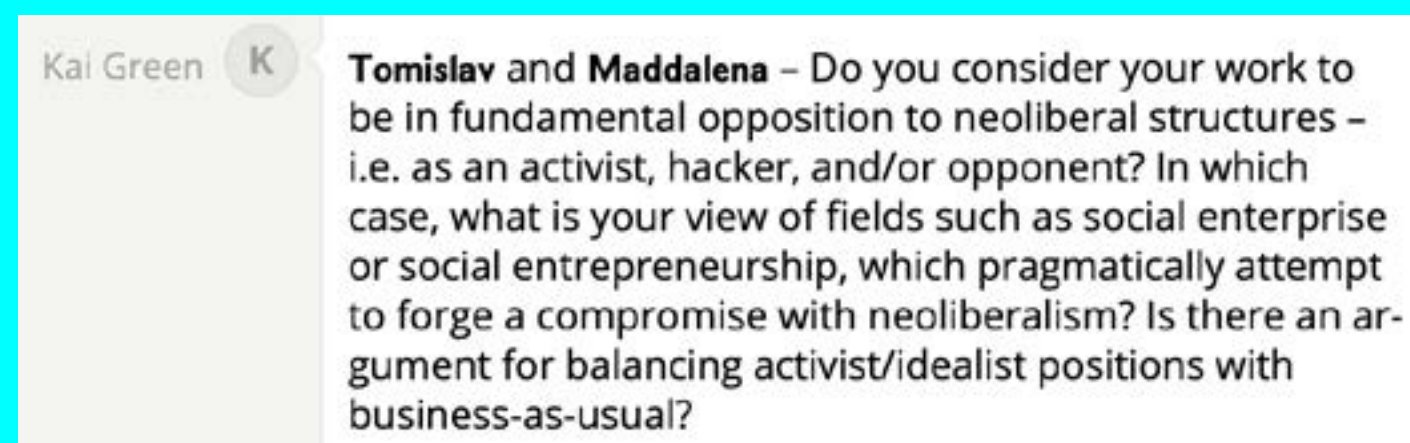 Kai Green K
Tomislav and Maddalena – Do you consider your work to
be in fundamental opposition to neoliberal structures –
i.e. as an activist, hacker, and/or opponent? In which
case, what is your view of fields such as social enterprise
or social entrepreneurship, which pragmatically attempt
to forge a compromise with neoliberalism? Is there an ar-
gument for balancing activist/idealist positions with
business-as-usual?